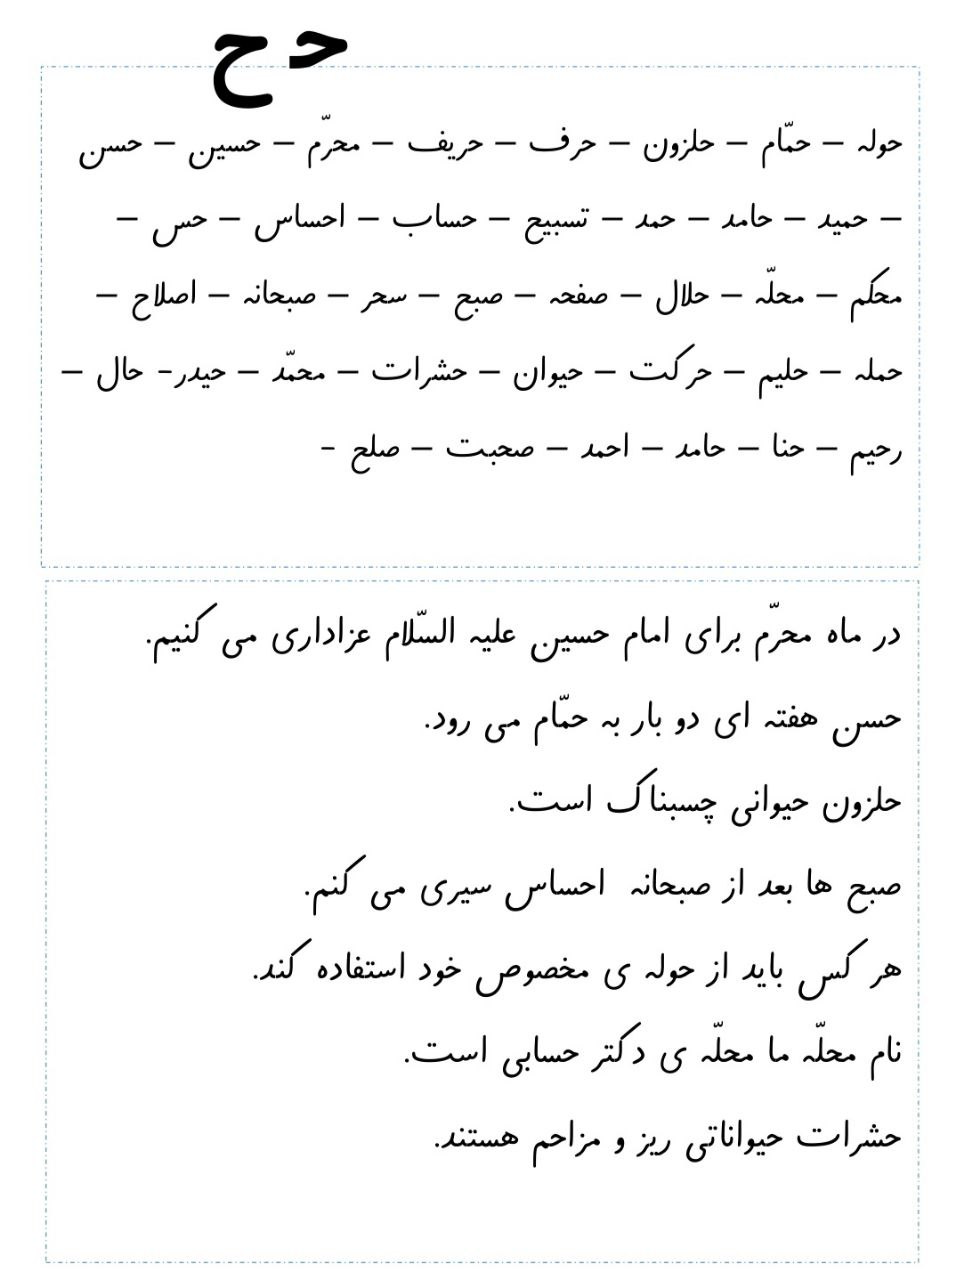 حـ ح
حوله – حمّام – حلزون – حرف – حریف – محرّم – حسین – حسن
– حمید – حامد – حمد – تسبیح – حساب – احساس – حس –
محکم – محلّه – حلال – صفحه – صبح – سحر – صبحانه – اصلاح –
حمله – حلیم – حرکت – حیوان – حشرات – محمّد – حیدر- حال –
رحیم – حنا – حامد – احمد – صحبت – صلح -
در ماه محرّم برای امام حسین علیه السّلام عزاداری می کنیم.
حسن هفته ای دو بار به حمّام می رود.
حلزون حیوانی چسبناک است.
صبح ها بعد از صبحانه احساس سیری می کنم.
هر کس باید از حوله ی مخصوص خود استفاده کند.
نام محلّه ما محلّه ی دکتر حسابی است.
حشرات حیواناتی ریز و مزاحم هستند.